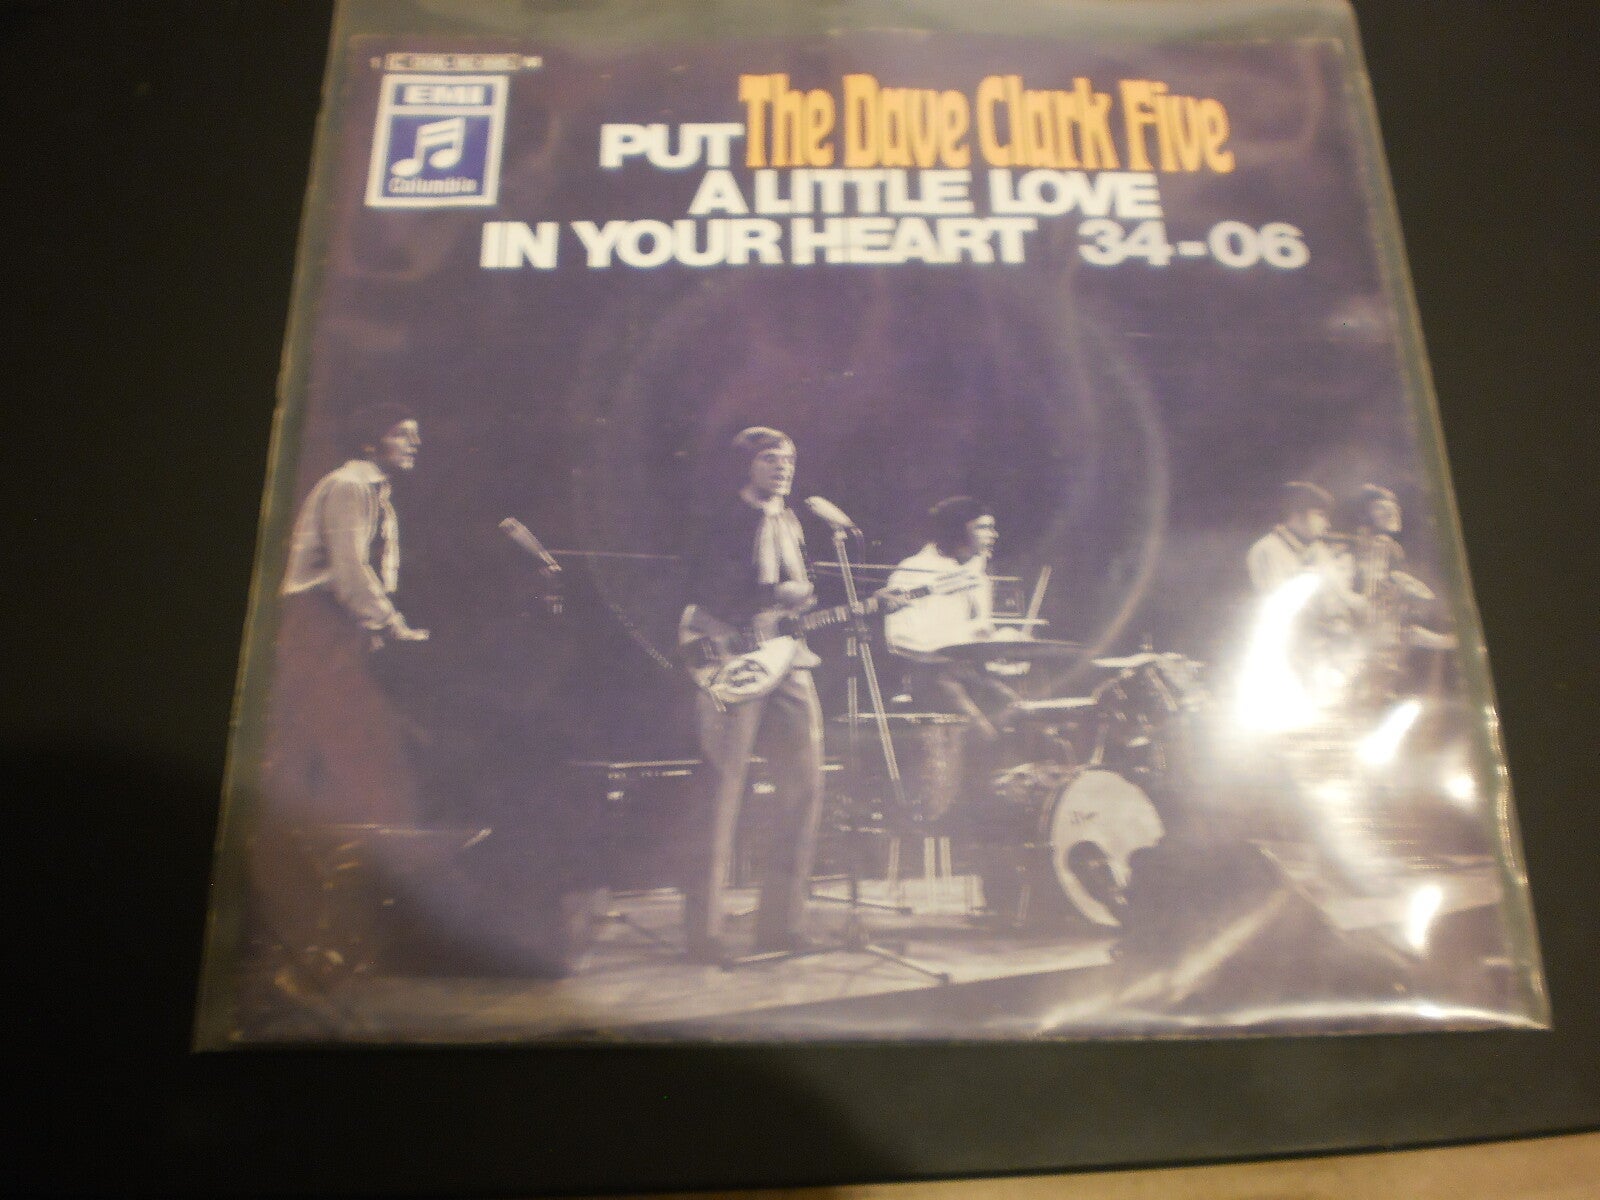 EMI
Columbia
The Dave Clark Five
PUT
A LITTLE LOVE
IN YOUR HEART 34-06